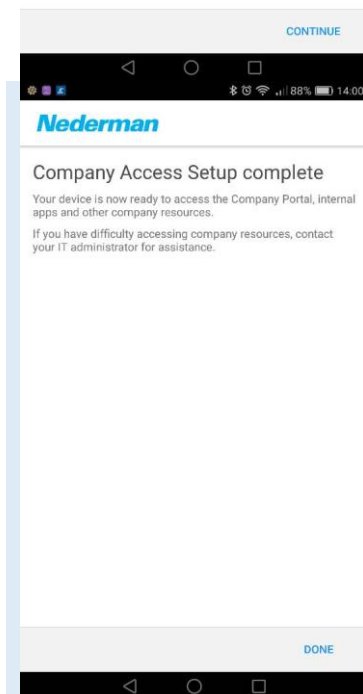 CONTINUE
88% 14:00
Nederman
Company Access Setup complete
Your device is now ready to access the Company Portal, internal
apps and other company resources.
If you have difficulty accessing company resources, contact
your IT administrator for assistance.
DONE